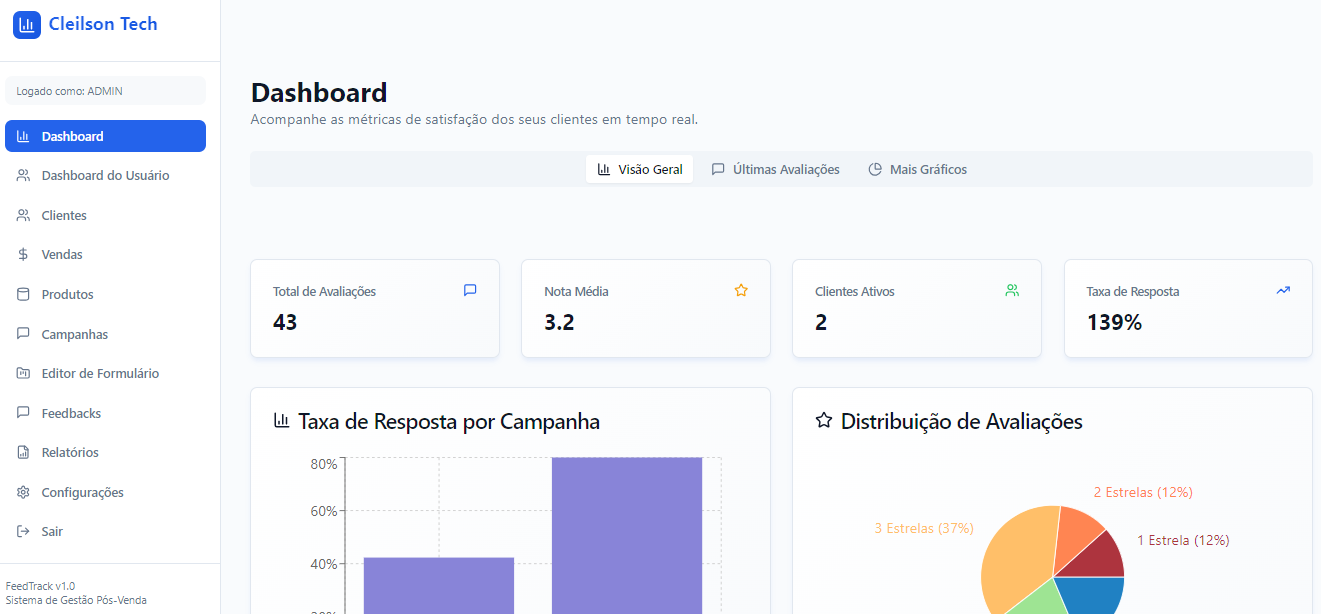 Cleilson Tech
Logado como: ADMIN
Dashboard
Dashboard do Usuário
Clientes
Vendas
Produtos
Campanhas
Editor de Formulário
Feedbacks
Relatórios
Configurações
Sair
FeedTrack v1.0
Sistema de Gestão Pós-Venda
Dashboard
Acompanhe as métricas de satisfação dos seus clientes em tempo real.
Visão Geral
Últimas Avaliações
Mais Gráficos
Total de Avaliações
43
Nota Média
3.2
Clientes Ativos
2
Taxa de Resposta
139%
Taxa de Resposta por Campanha
80%
60%
40%
20%
Distribuição de Avaliações
2 Estrelas (12%)
3 Estrelas (37%)
1 Estrela (12%)